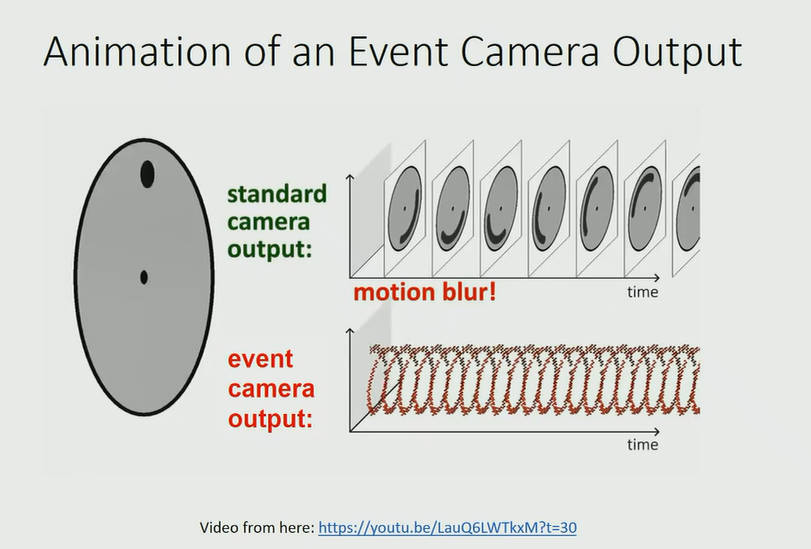 Animation of an Event Camera Output
standard
camera
output:
motion blur!
time
event
camera
output:
time
Video from here: https://youtu.be/LauQ6LWTkxM?t=30